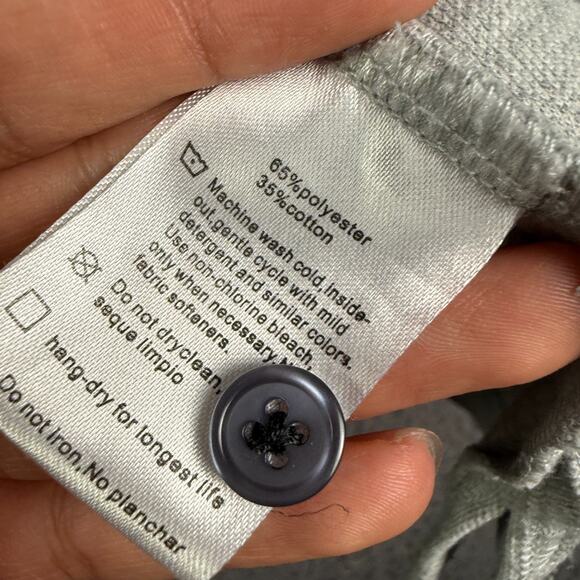 65%polyester
35%cotton
Machine wash cold inside-
out,gentle cycle with mild
detergent and similar colors.
Use non-chlorine bleach,
only when necessary.
fabric softeners.
Do not dryclean,
seque limpio
hang-dry for longest life
Do not iron. No planchar